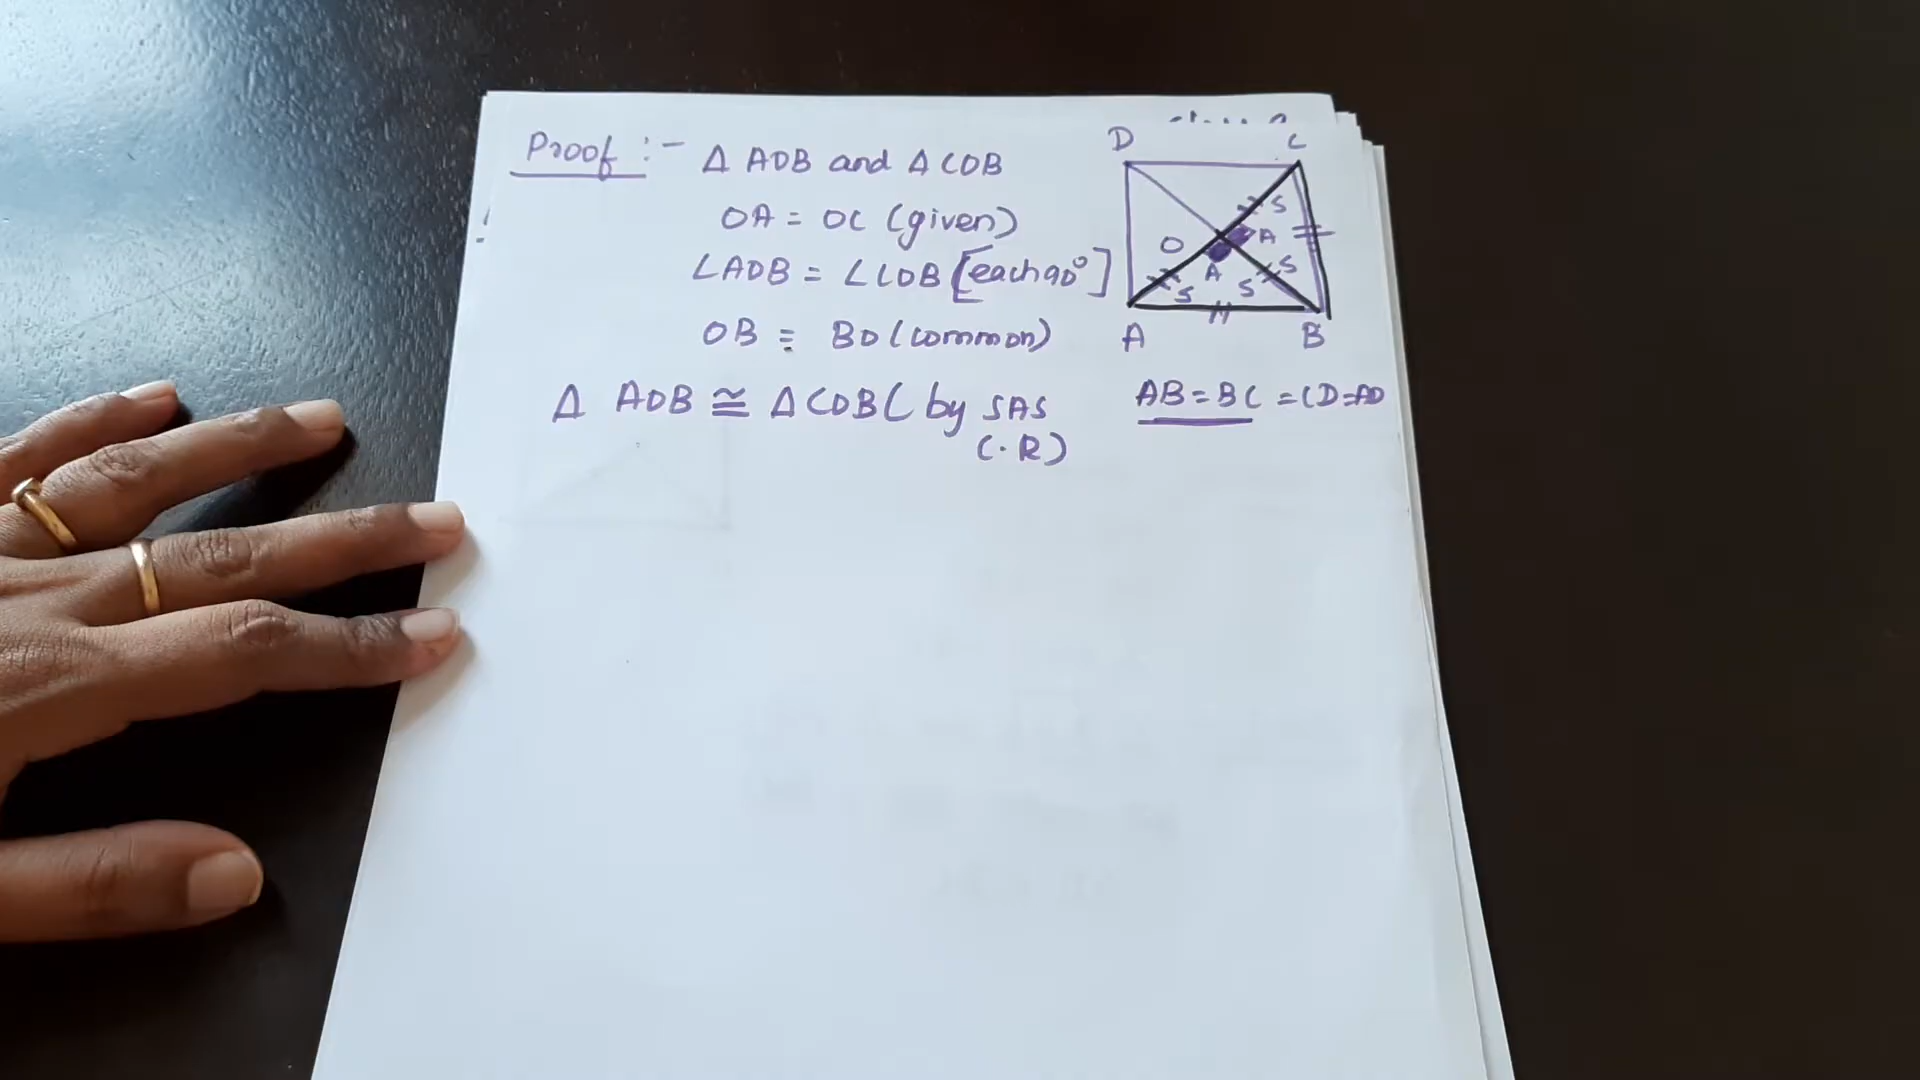 Proof :- Δ AOB and Δ COB
OA = OC (given)
∠AOB = ∠COB [each 90°]
OB = BO (common)
Δ AOB ≅ Δ COB ( by SAS
C.R)
D C
S
O A
A S
S S
A B
AB = BC = CD = AD